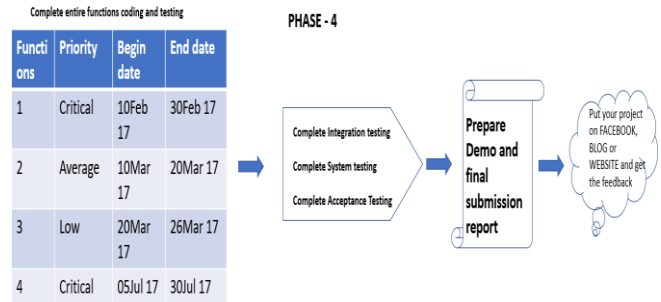 Complete entire functions coding and testing
PHASE - 4
Functi Priority Begin End date
ons date
1 Critical 10Feb 30Feb 17
17
2 Average 10Mar 20Mar 17
17
3 Low 20Mar 26Mar 17
17
4 Critical 05Jul 17 30Jul 17
Complete Integration testing
Complete System testing
Complete Acceptance Testing
Prepare
Demo and
final
submission
report
Put your project
on FACEBOOK,
BLOG or
WEBSITE and get
the feedback